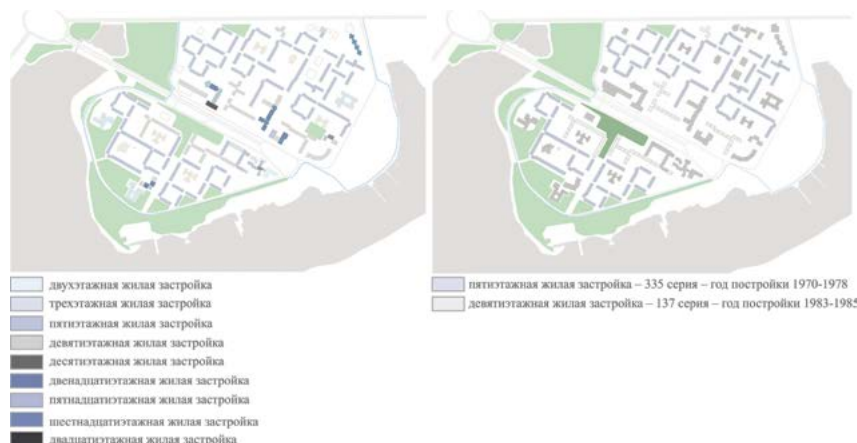 двухэтажная жилая застройка
трехэтажная жилая застройка
пятиэтажная жилая застройка
девятиэтажная жилая застройка
десятиэтажная жилая застройка
двенадцатиэтажная жилая застройка
пятнадцатиэтажная жилая застройка
шестнадцатиэтажная жилая застройка
двадцатиэтажная жилая застройка
пятиэтажная жилая застройка – 335 серия – год постройки 1970-1978
девятиэтажная жилая застройка – 137 серия – год постройки 1983-1985